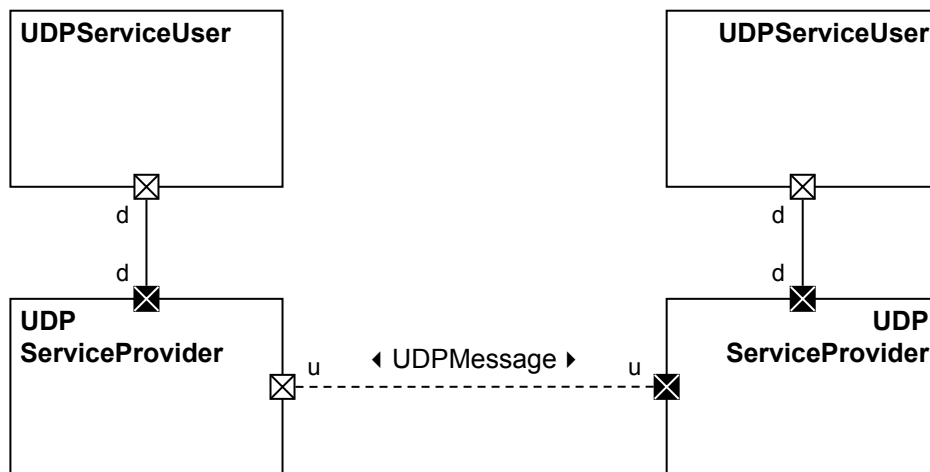 UDPServiceUser
UDPServiceUser
d
d
d
d
UDP
ServiceProvider
UDP
ServiceProvider
u
UDPMessage
u